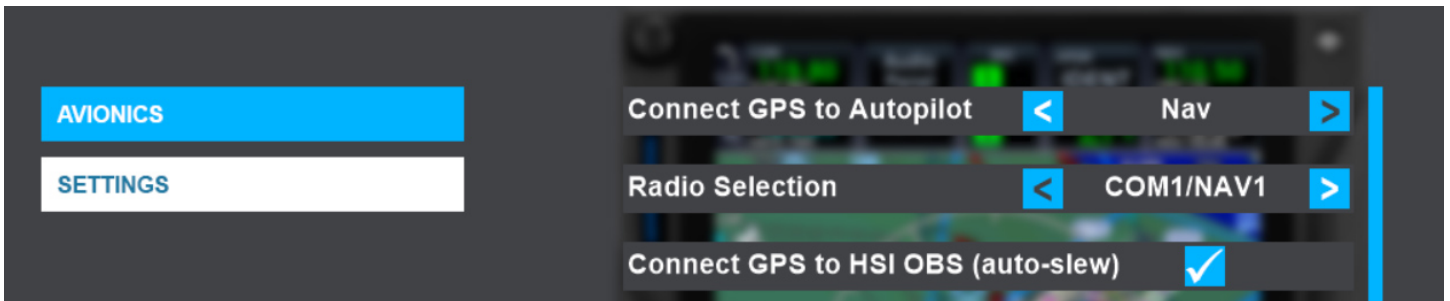 AVIONICS
SETTINGS
Connect GPS to Autopilot < Nav >
Radio Selection < COM1/NAV1 >
Connect GPS to HSI OBS (auto-slew)